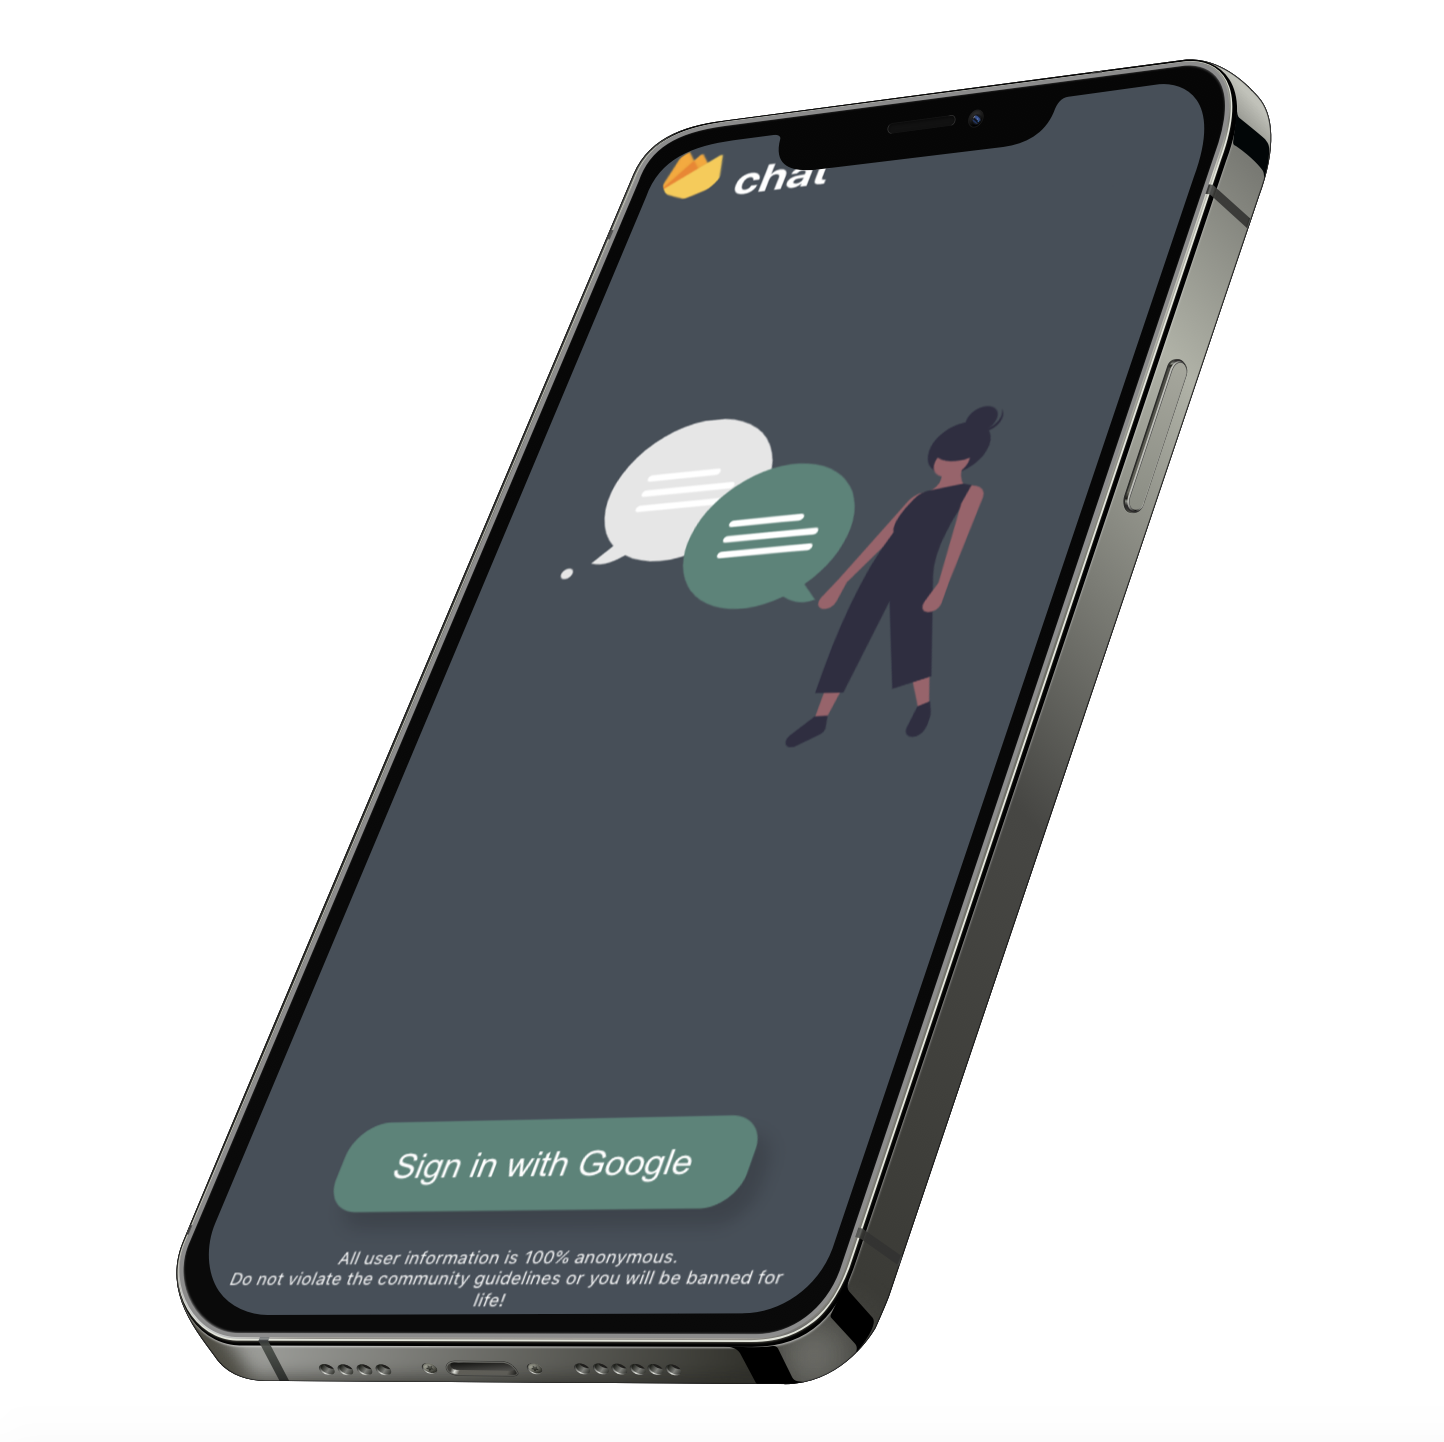 chat
Sign in with Google
All user information is 100% anonymous.
Do not violate the community guidelines or you will be banned for
life!